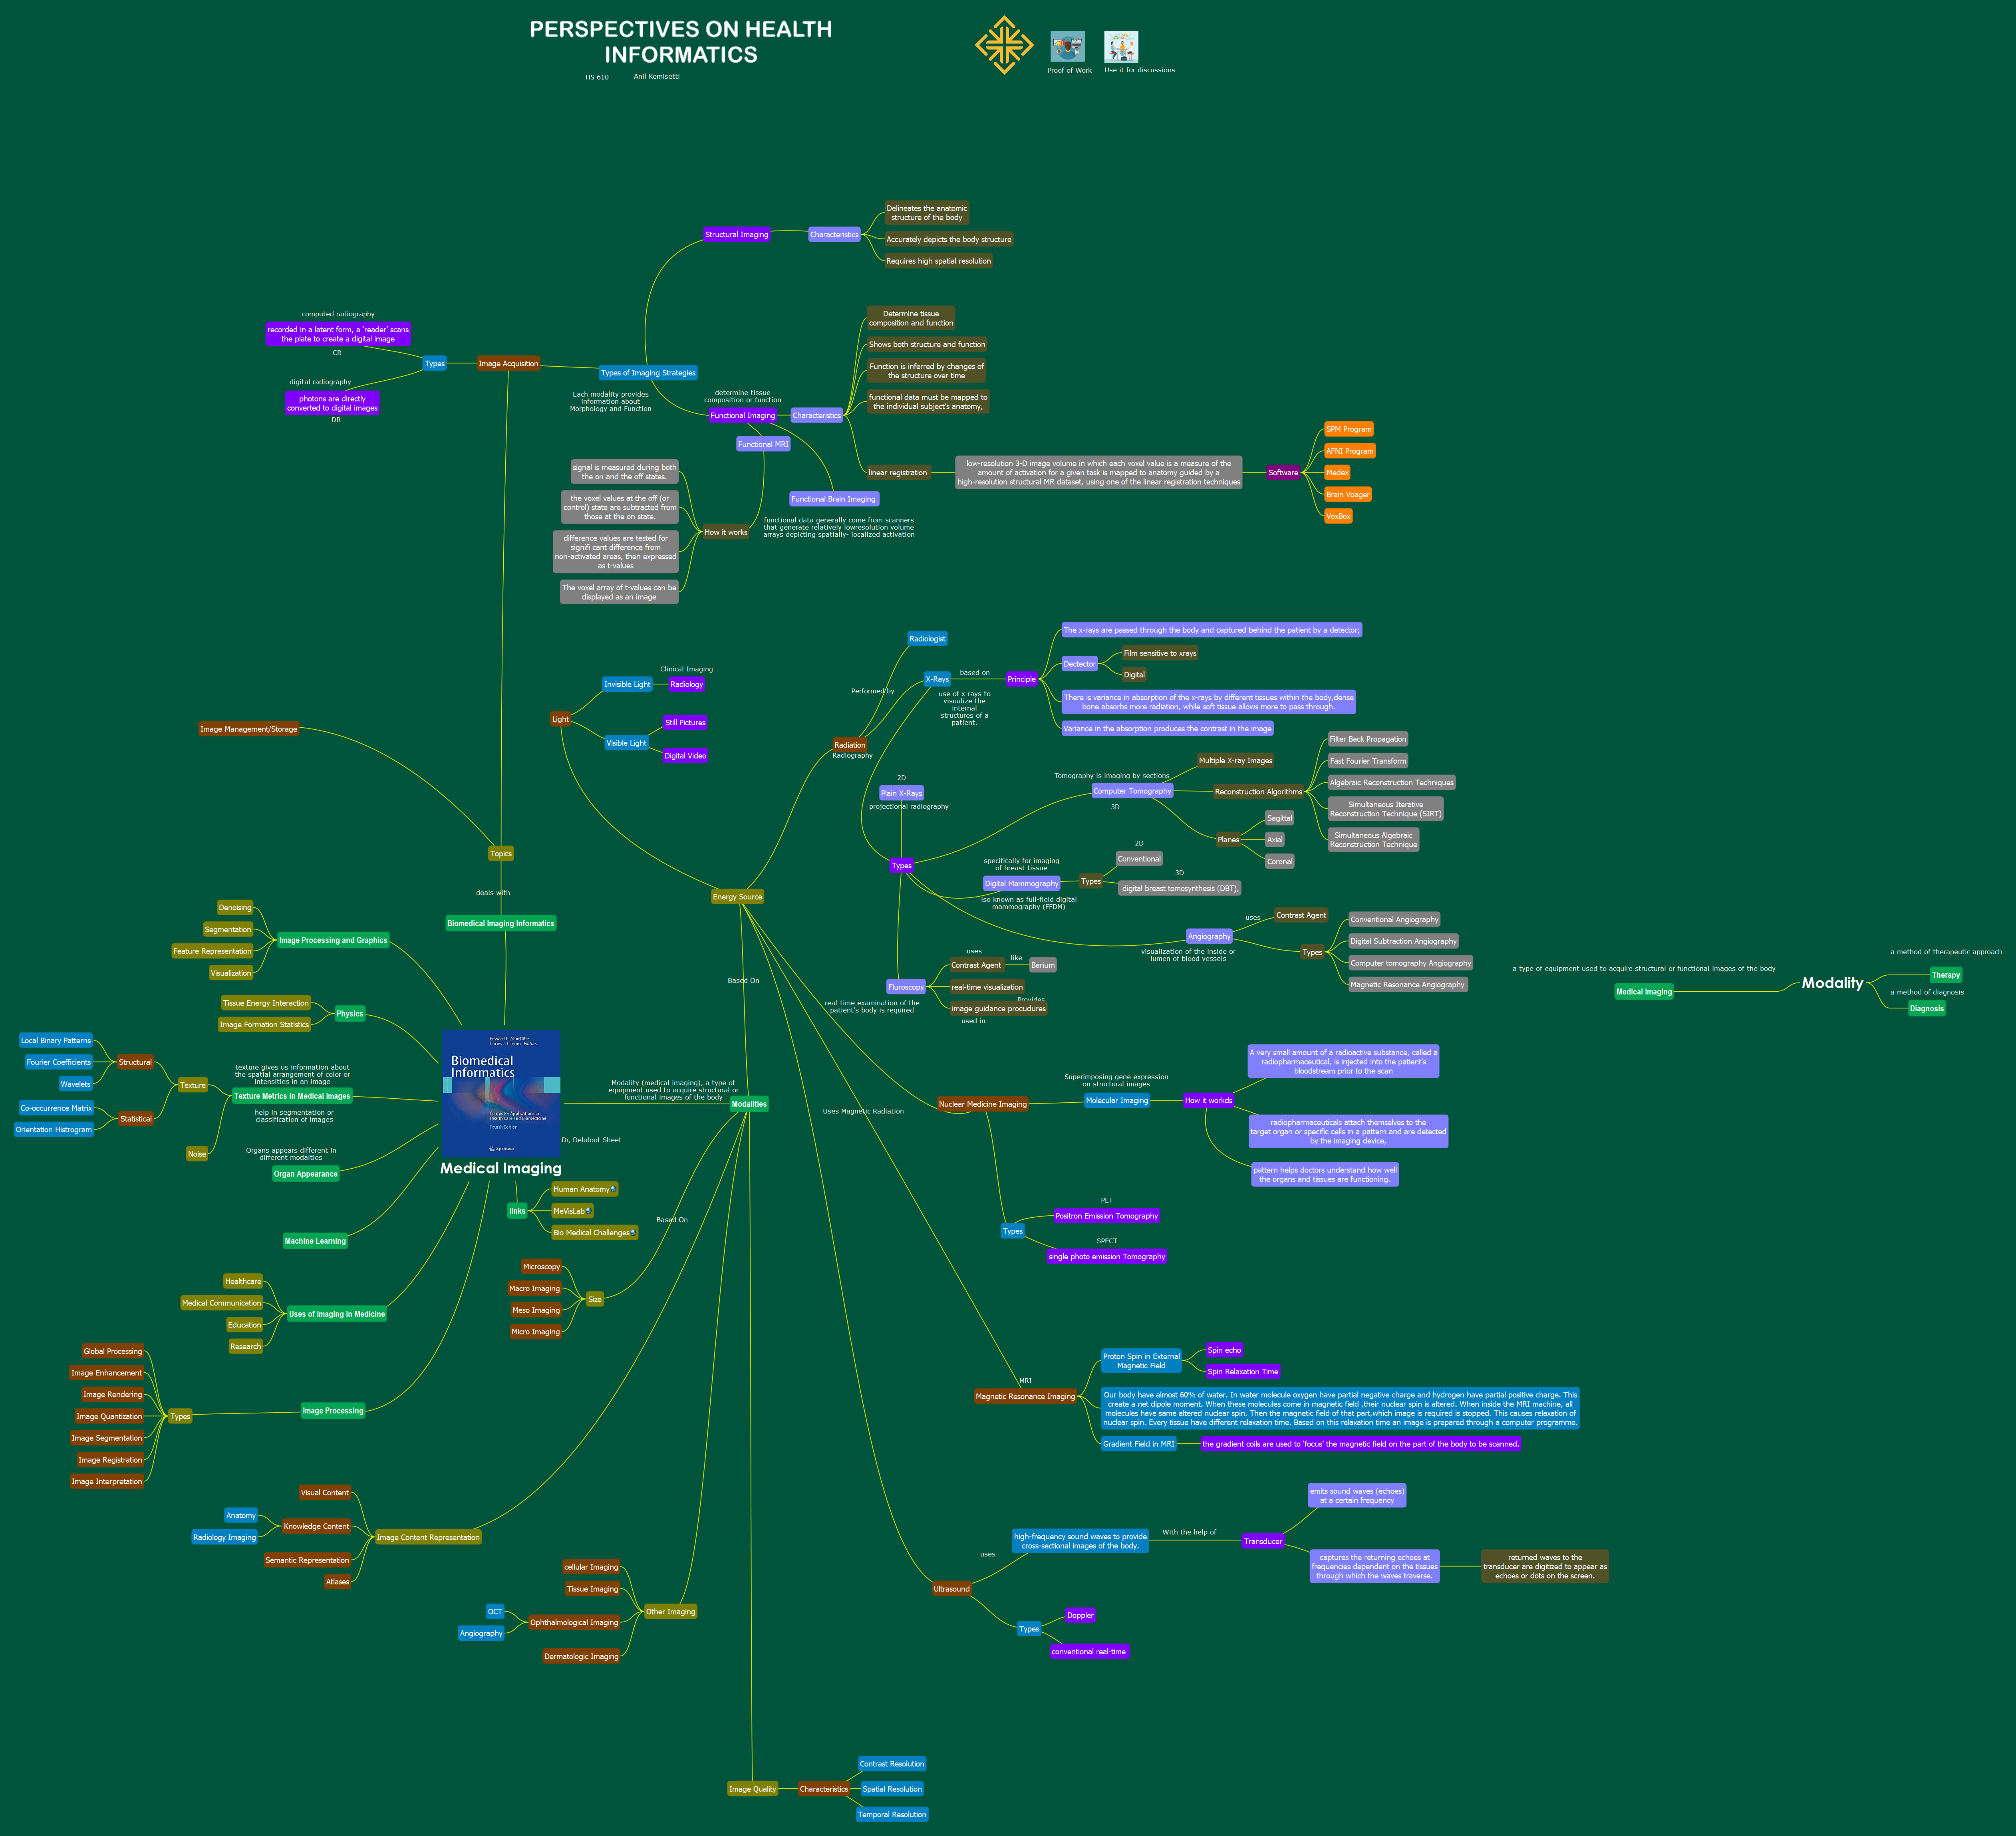 PERSPECTIVES ON HEALTH
INFORMATICS
HS 610
Anil Kemisetti
Proof of Work
Use it for discussions
Structural Imaging
Characteristics
Delineates the anatomic
structure of the body
Accurately depicts the body structure
Requires high spatial resolution
computed radiography
recorded in a latent form, a 'reader' scans
the plate to create a digital image
CR
digital radiography
photons are directly
converted to digital images
DR
Types
Image Acquisition
Types of Imaging Strategies
Each modality provides
information about
Morphology and Function
determine tissue
composition or function
Functional Imaging
Characteristics
Determine tissue
composition and function
Shows both structure and function
Function is inferred by changes of
the structure over time
functional data must be mapped to
the individual subject's anatomy,
linear registration
low-resolution 3-D image volume in which each voxel value is a measure of the
amount of activation for a given task is mapped to anatomy guided by a
high-resolution structural MR dataset, using one of the linear registration techniques
Software
SPM Program
AFNI Program
Medex
Brain Voager
VoxBox
Functional MRI
Functional Brain Imaging
functional data generally come from scanners
that generate relatively lowresolution volume
arrays depicting spatially- localized activation
How it works
signal is measured during both
the on and the off states.
the voxel values at the off (or
control) state are subtracted from
those at the on state.
difference values are tested for
signifi cant difference from
non-activated areas, then expressed
as t-values
The voxel array of t-values can be
displayed as an image
Image Management/Storage
Topics
deals with
Biomedical Imaging Informatics
Light
Invisible Light
Clinical Imaging
Radiology
Visible Light
Still Pictures
Digital Video
Energy Source
Radiation
Radiography
Performed by
Radiologist
X-Rays
use of x-rays to
visualize the
internal
structures of a
patient.
based on
Principle
The x-rays are passed through the body and captured behind the patient by a detector;
Dectector
Film sensitive to xrays
Digital
There is variance in absorption of the x-rays by different tissues within the body,dense
bone absorbs more radiation, while soft tissue allows more to pass through.
Variance in the absorption produces the contrast in the image
2D
Plain X-Rays
projectional radiography
Types
Tomography is imaging by sections
Computer Tomography
3D
Multiple X-ray Images
Reconstruction Algorithms
Filter Back Propagation
Fast Fourier Transform
Algebraic Reconstruction Techniques
Simultaneous Iterative
Reconstruction Technique (SIRT)
Simultaneous Algebraic
Reconstruction Technique
Planes
Sagittal
Axial
Coronal
specifically for imaging
of breast tissue
Digital Mammography
lso known as full-field digital
mammography (FFDM)
Types
2D
Conventional
3D
digital breast tomosynthesis (DBT),
Angiography
visualization of the inside or
lumen of blood vessels
uses
Contrast Agent
Types
Conventional Angiography
Digital Subtraction Angiography
Computer tomography Angiography
Magnetic Resonance Angiography
Fluroscopy
real-time examination of the
patient's body is required
uses
Contrast Agent
like
Barium
real-time visualization
Provides
image guidance procudures
used in
a type of equipment used to acquire structural or functional images of the body
Medical Imaging
Modality
a method of therapeutic approach
Therapy
a method of diagnosis
Diagnosis
Image Processing and Graphics
Denoising
Segmentation
Feature Representation
Visualization
Physics
Tissue Energy Interaction
Image Formation Statistics
texture gives us information about
the spatial arrangement of color or
intensities in an image
Texture Metrics in Medical Images
help in segmentation or
classification of images
Texture
Structural
Local Binary Patterns
Fourier Coefficients
Wavelets
Statistical
Co-occurrence Matrix
Orientation Histrogram
Noise
Organs appears different in
different modaities
Organ Appearance
Machine Learning
Uses of Imaging in Medicine
Healthcare
Medical Communication
Education
Research
Image Processing
Types
Global Processing
Image Enhancement
Image Rendering
Image Quantization
Image Segmentation
Image Registration
Image Interpretation
Biomedical
Informatics
Computer Applications in
Health Care and Biomedicine
Fourth Edition
Springer
Medical Imaging
Dr, Debdoot Sheet
links
Human Anatomy
MeVisLab
Bio Medical Challenges
Modality (medical imaging), a type of
equipment used to acquire structural or
functional images of the body
Modalities
Based On
Based On
Size
Microscopy
Macro Imaging
Meso Imaging
Micro Imaging
Image Content Representation
Visual Content
Knowledge Content
Anatomy
Radiology Imaging
Semantic Representation
Atlases
Other Imaging
cellular Imaging
Tissue Imaging
Ophthalmological Imaging
OCT
Angiography
Dermatologic Imaging
Image Quality
Characteristics
Contrast Resolution
Spatial Resolution
Temporal Resolution
Nuclear Medicine Imaging
Superimposing gene expression
on structural images
Molecular Imaging
How it workds
A very small amount of a radioactive substance, called a
radiopharmaceutical, is injected into the patient's
bloodstream prior to the scan
radiopharmaceuticals attach themselves to the
target organ or specific cells in a pattern and are detected
by the imaging device,
pattern helps doctors understand how well
the organs and tissues are functioning.
Types
PET
Positron Emission Tomography
SPECT
single photo emission Tomography
Uses Magnetic Radiation
MRI
Magnetic Resonance Imaging
Proton Spin in External
Magnetic Field
Spin echo
Spin Relaxation Time
Our body have almost 60% of water. In water molecule oxygen have partial negative charge and hydrogen have partial positive charge. This
create a net dipole moment. When these molecules come in magnetic field ,their nuclear spin is altered. When inside the MRI machine, all
molecules have same altered nuclear spin. Then the magnetic field of that part,which image is required is stopped. This causes relaxation of
nuclear spin. Every tissue have different relaxation time. Based on this relaxation time an image is prepared through a computer programme.
Gradient Field in MRI
the gradient coils are used to 'focus' the magnetic field on the part of the body to be scanned.
Ultrasound
uses
high-frequency sound waves to provide
cross-sectional images of the body.
With the help of
Transducer
emits sound waves (echoes)
at a certain frequency
captures the returning echoes at
frequencies dependent on the tissues
through which the waves traverse.
returned waves to the
transducer are digitized to appear as
echoes or dots on the screen.
Types
Doppler
conventional real-time